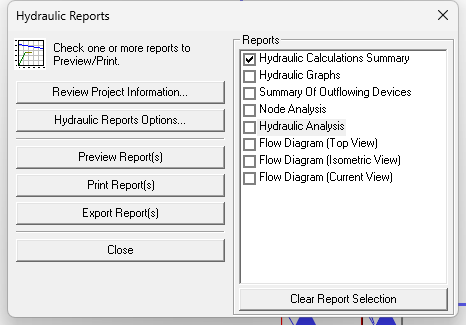 Hydraulic Reports
Check one or more reports to
Preview/Print.
Review Project Information...
Hydraulic Reports Options...
Preview Report(s)
Print Report(s)
Export Report(s)
Close
Reports
Hydraulic Calculations Summary
Hydraulic Graphs
Summary Of Outflowing Devices
Node Analysis
Hydraulic Analysis
Flow Diagram (Top View)
Flow Diagram (Isometric View)
Flow Diagram (Current View)
Clear Report Selection